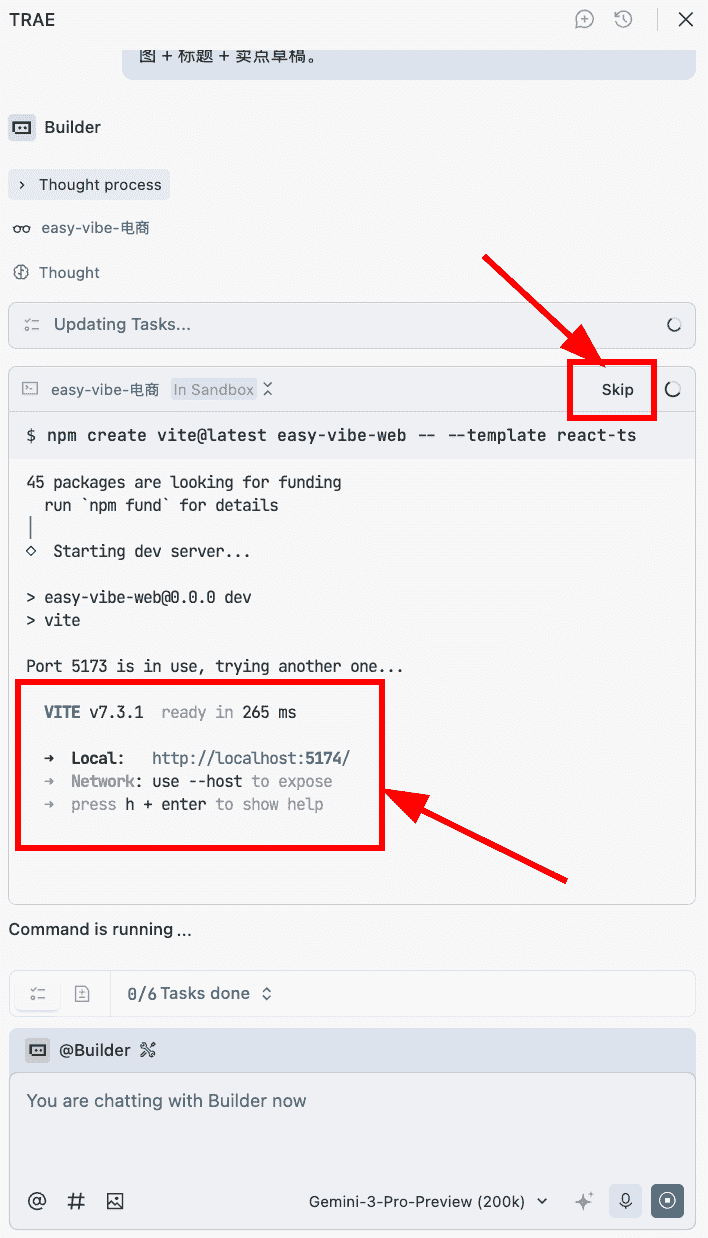 TRAE
图 + 标题 + 卖点草稿。
Builder
Thought process
easy-vibe-电商
Thought
Updating Tasks...
easy-vibe-电商 In Sandbox Skip
$ npm create vite@latest easy-vibe-web -- --template react-ts
45 packages are looking for funding
run `npm fund` for details
│
◇ Starting dev server...
> easy-vibe-web@0.0.0 dev
> vite
Port 5173 is in use, trying another one...
VITE v7.3.1 ready in 265 ms
➜ Local: http://localhost:5174/
➜ Network: use --host to expose
➜ press h + enter to show help
Command is running ...
0/6 Tasks done
@Builder
You are chatting with Builder now
@ # Gemini-3-Pro-Preview (200k)